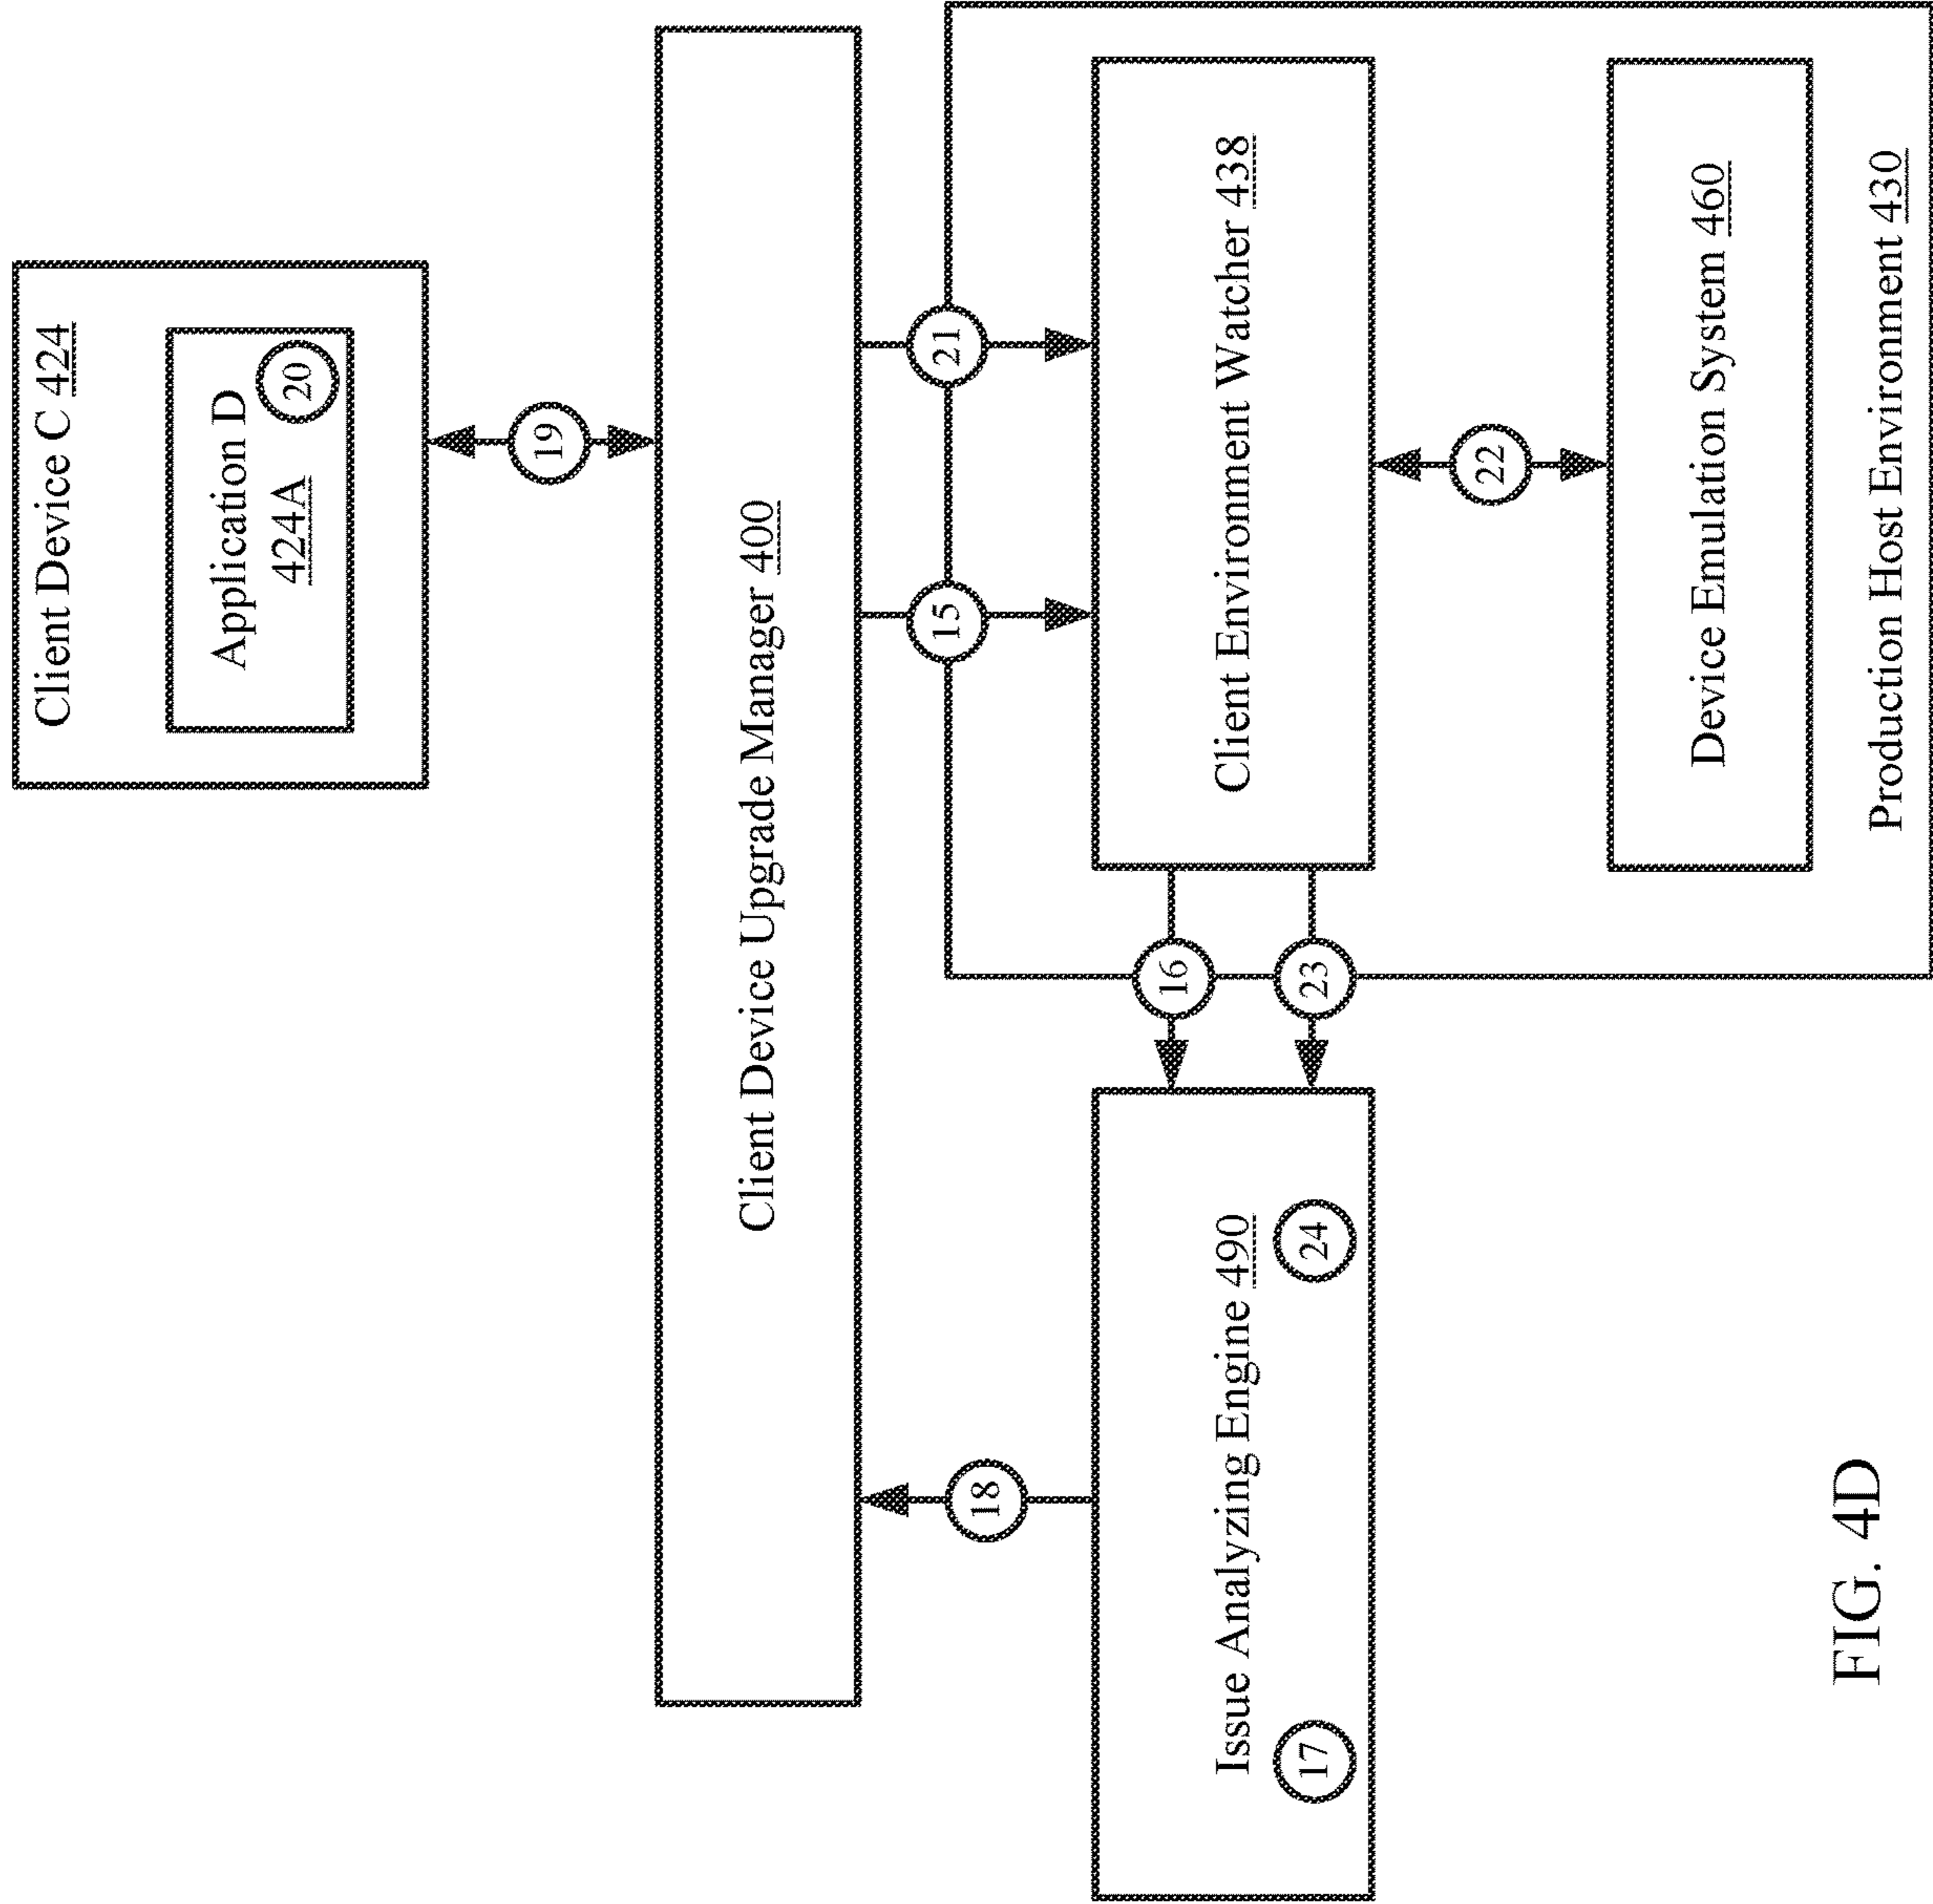 Client Device C 424
Application D
424A
20
19
Client Device Upgrade Manager 400
18
15
21
Issue Analyzing Engine 490
17
24
16
23
Client Environment Watcher 438
22
Device Emulation System 460
Production Host Environment 430
FIG. 4D